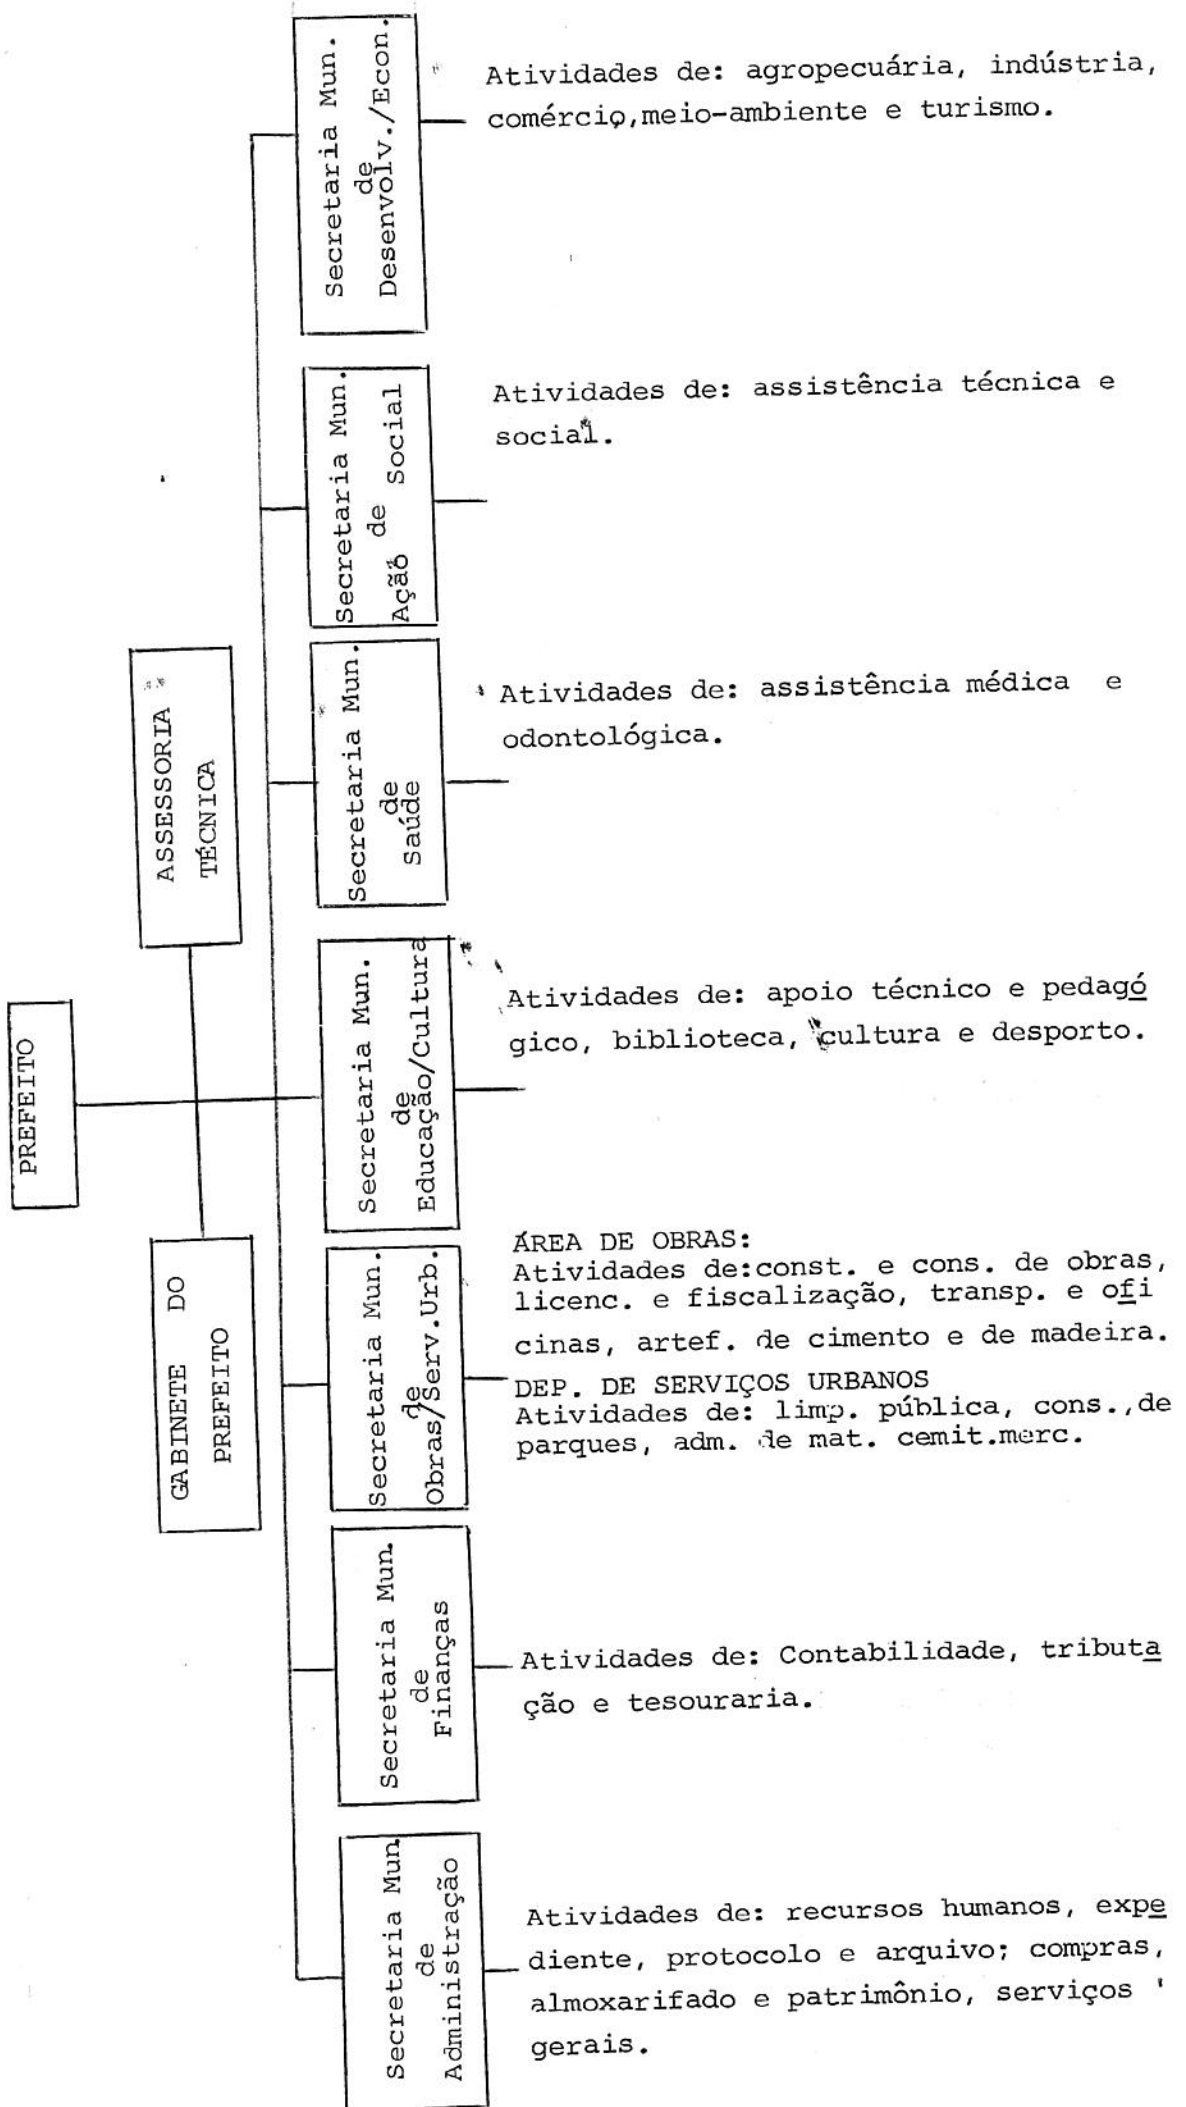 PREFEITO
ASSESSORIA
TÉCNICA
GABINETE DO
PREFEITO
Secretaria Mun.
de
Desenvolv./Econ.
Atividades de: agropecuária, indústria,
comércio,meio-ambiente e turismo.
Secretaria Mun.
de
Ação Social
Atividades de: assistência técnica e
social.
Secretaria Mun.
de
Saúde
Atividades de: assistência médica e
odontológica.
Secretaria Mun.
de
Educação/Cultura
Atividades de: apoio técnico e pedagó
gico, biblioteca, cultura e desporto.
Secretaria Mun.
de
Obras/Serv.Urb.
ÁREA DE OBRAS:
Atividades de:const. e cons. de obras,
licenc. e fiscalização, transp. e ofi
cinas, artef. de cimento e de madeira.
DEP. DE SERVIÇOS URBANOS
Atividades de: limp. pública, cons.,de
parques, adm. de mat. cemit.merc.
Secretaria Mun.
de
Finanças
Atividades de: Contabilidade, tributa
ção e tesouraria.
Secretaria Mun
de
Administração
Atividades de: recursos humanos, expe
diente, protocolo e arquivo; compras,
almoxarifado e patrimônio, serviços '
gerais.